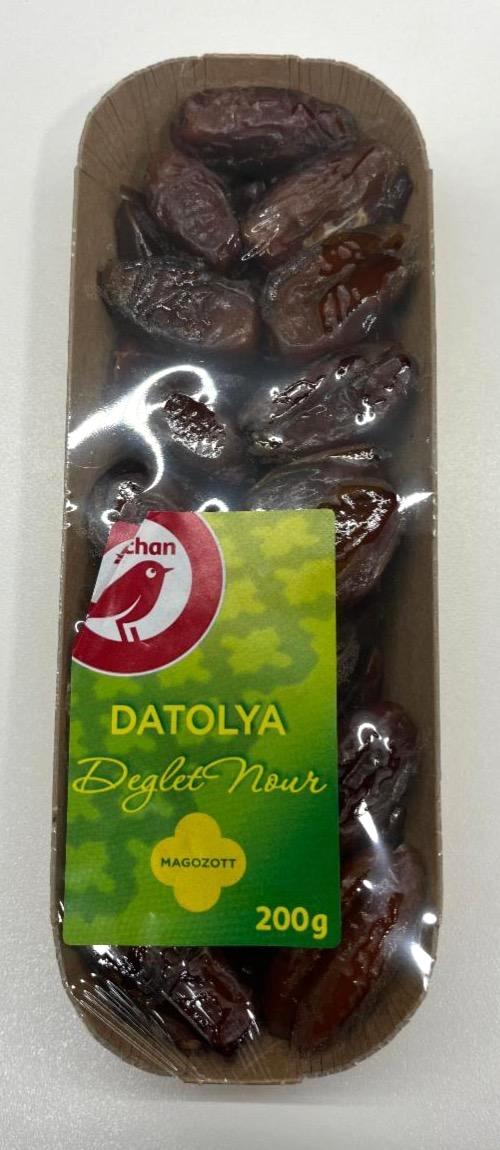 chan
DATOLYA
Deglet Nour
MAGOZOTT
200g